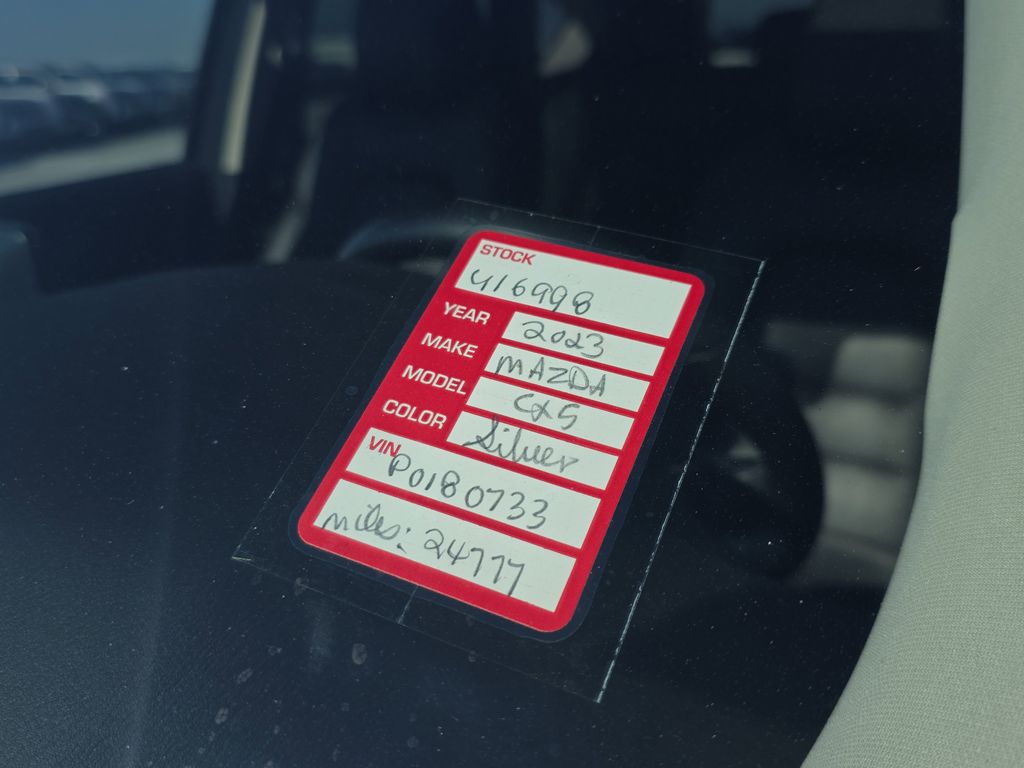 STOCK
416998
YEAR 2023
MAKE MAZDA
MODEL CX5
COLOR Silver
VIN P0180733
miles: 24777